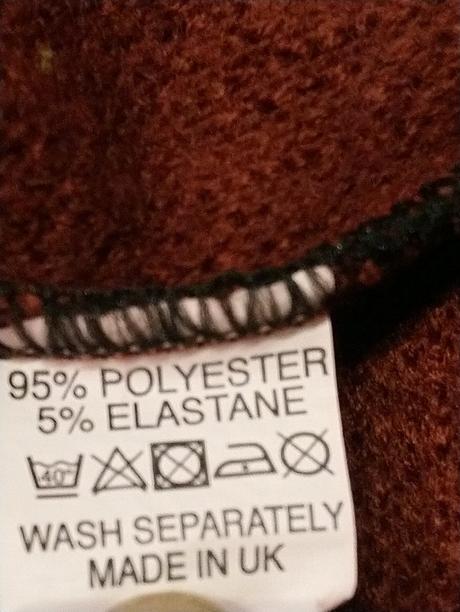 95% POLYESTER
5% ELASTANE
40°
WASH SEPARATELY
MADE IN UK